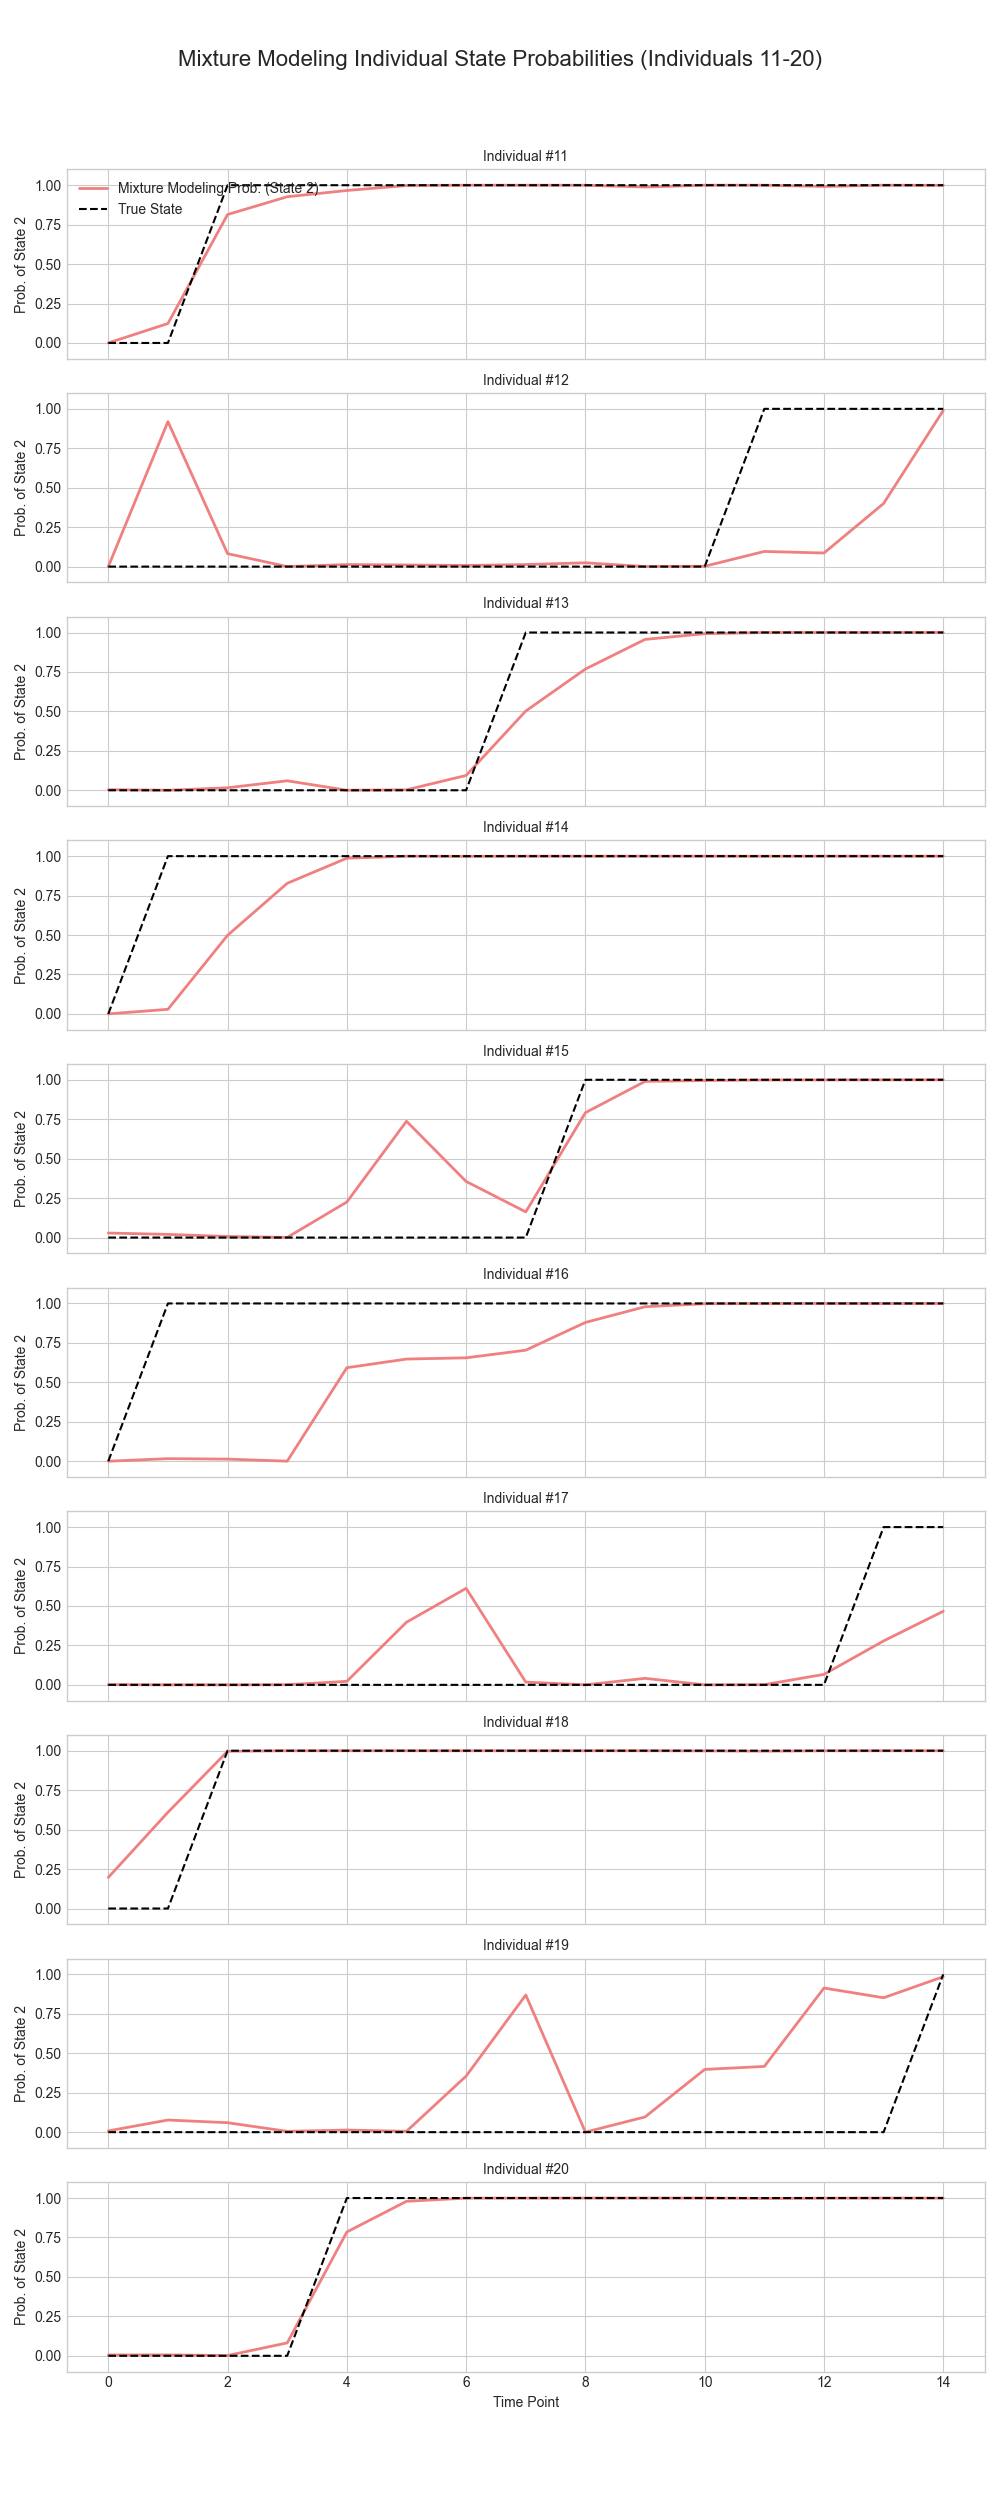 Mixture Modeling Individual State Probabilities (Individuals 11-20)
Individual #11
Mixture Modeling Prob. (State 2)
True State
Prob. of State 2
1.00
0.75
0.50
0.25
0.00
Individual #12
Prob. of State 2
1.00
0.75
0.50
0.25
0.00
Individual #13
Prob. of State 2
1.00
0.75
0.50
0.25
0.00
Individual #14
Prob. of State 2
1.00
0.75
0.50
0.25
0.00
Individual #15
Prob. of State 2
1.00
0.75
0.50
0.25
0.00
Individual #16
Prob. of State 2
1.00
0.75
0.50
0.25
0.00
Individual #17
Prob. of State 2
1.00
0.75
0.50
0.25
0.00
Individual #18
Prob. of State 2
1.00
0.75
0.50
0.25
0.00
Individual #19
Prob. of State 2
1.00
0.75
0.50
0.25
0.00
Individual #20
Prob. of State 2
1.00
0.75
0.50
0.25
0.00
0 2 4 6 8 10 12 14
Time Point